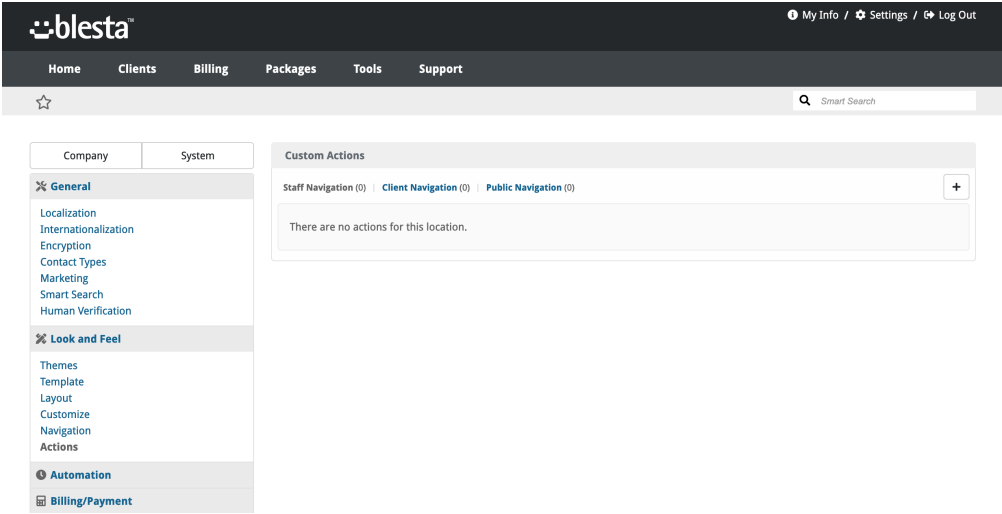 My Info / Settings / Log Out
blesta™
Home Clients Billing Packages Tools Support
Smart Search
Company System
General
Localization
Internationalization
Encryption
Contact Types
Marketing
Smart Search
Human Verification
Look and Feel
Themes
Template
Layout
Customize
Navigation
Actions
Automation
Billing/Payment
Custom Actions
Staff Navigation (0) | Client Navigation (0) | Public Navigation (0)
There are no actions for this location.